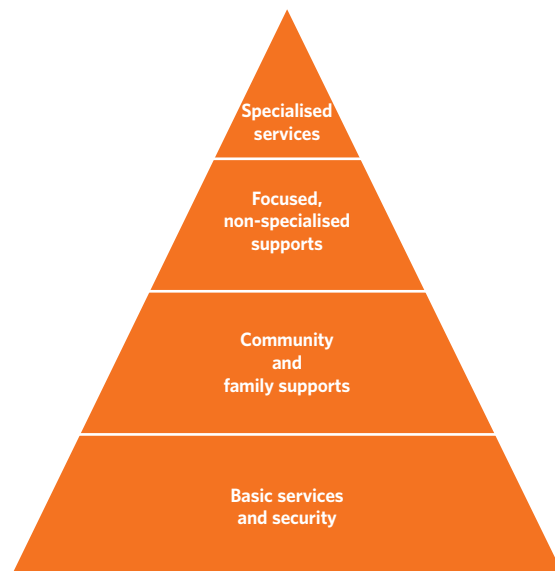 Specialised
services
Focused,
non-specialised
supports
Community
and
family supports
Basic services
and security